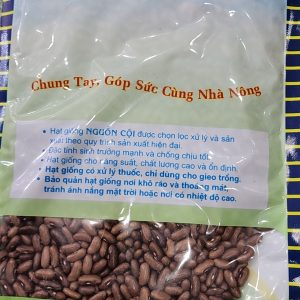 Chung Tay, Góp Sức Cùng Nhà Nông
• Hạt giống NGUỒN CỘI được chọn lọc xử lý và sản
xuất theo quy trình sản xuất hiện đại.
• Đặc tính sinh trưởng mạnh và chống chịu tốt.
• Hạt giống cho năng suất, chất lượng cao và ổn định.
• Hạt giống có xử lý thuốc, chỉ dùng cho gieo trồng.
• Bảo quản hạt giống nơi khô ráo và thoáng mát,
tránh ánh nắng mặt trời hoặc nơi có nhiệt độ cao.